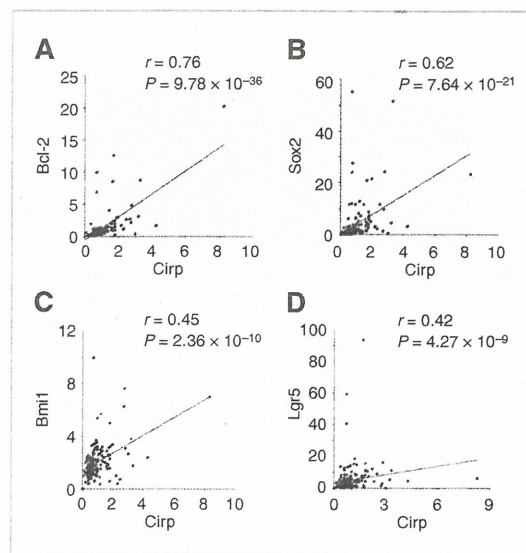 A
r = 0.76
P = 9.78 × 10⁻³⁶
25
20
15
10
5
0
Bcl-2
0 2 4 6 8 10
Cirp
B
r = 0.62
P = 7.64 × 10⁻²¹
60
40
20
0
Sox2
0 2 4 6 8 10
Cirp
C
r = 0.45
P = 2.36 × 10⁻¹⁰
12
8
4
0
Bmi1
0 2 4 6 8 10
Cirp
D
r = 0.42
P = 4.27 × 10⁻⁹
100
80
60
40
20
0
Lgr5
0 3 6 9
Cirp